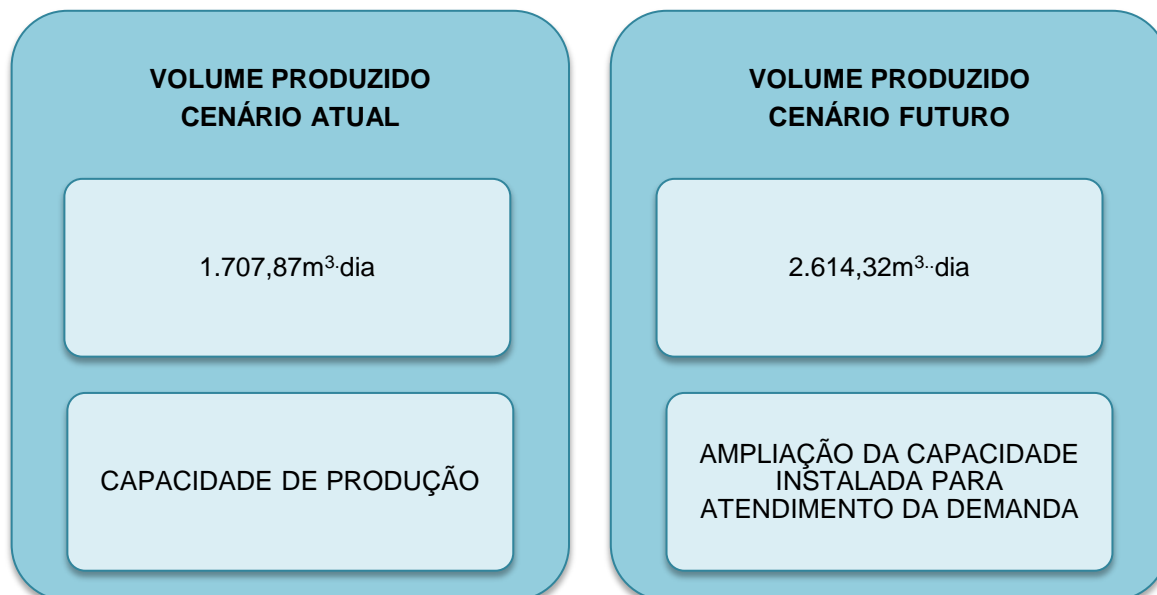 VOLUME PRODUZIDO
CENÁRIO ATUAL
1.707,87m³·dia
CAPACIDADE DE PRODUÇÃO
VOLUME PRODUZIDO
CENÁRIO FUTURO
2.614,32m³··dia
AMPLIAÇÃO DA CAPACIDADE
INSTALADA PARA
ATENDIMENTO DA DEMANDA